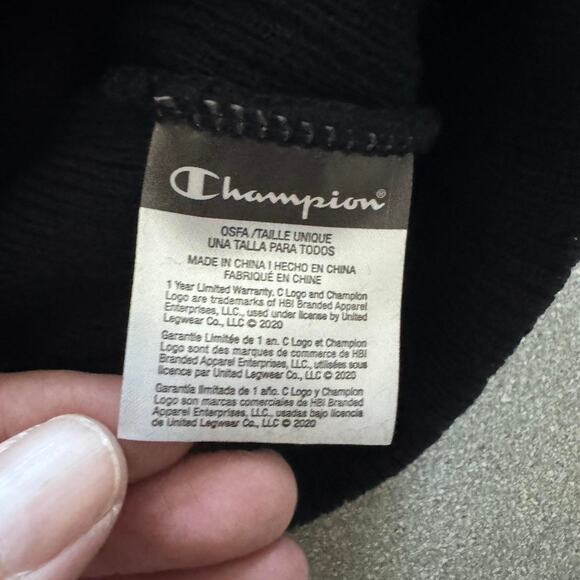 Champion®
OSFA /TAILLE UNIQUE
UNA TALLA PARA TODOS
MADE IN CHINA I HECHO EN CHINA
FABRIQUÉ EN CHINE
1 Year Limited Warranty. C Logo and Champion
Logo are trademarks of HBI Branded Apparel
Enterprises, LLC., used under license by United
Legwear Co., LLC © 2020
Garantie Limitée de 1 an. C Logo et Champion
Logo sont des marques de commerce de HBI
Branded Apparel Enterprises, LLC., utilisées sous
licence par United Legwear Co., LLC © 2020
Garantía limitada de 1 año. C Logo y Champion
Logo son marcas comerciales de HBI Branded
Apparel Enterprises, LLC., usadas bajo licencia
de United Legwear Co., LLC © 2020